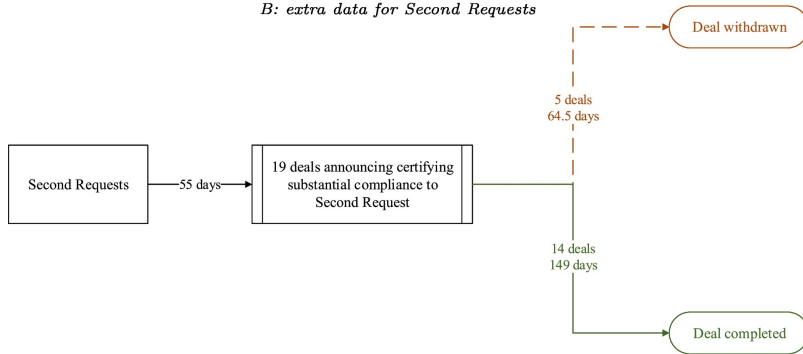 B: extra data for Second Requests
Deal withdrawn
5 deals
64.5 days
Second Requests
55 days
19 deals announcing certifying
substantial compliance to
Second Request
14 deals
149 days
Deal completed